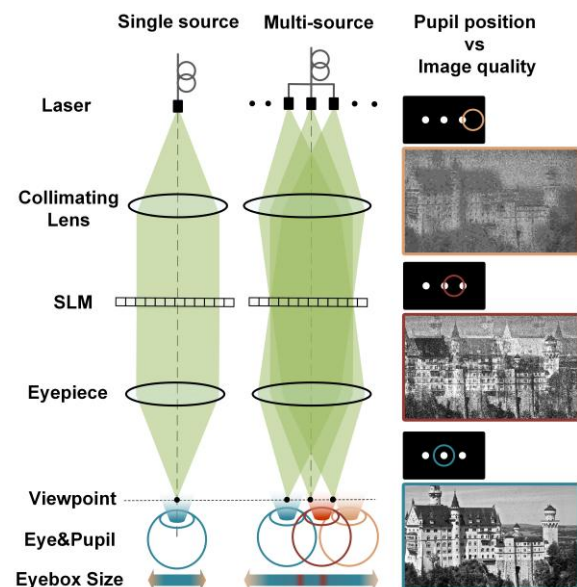 Single source
Multi-source
Pupil position
vs
Image quality
Laser
Collimating
Lens
SLM
Eyepiece
Viewpoint
Eye&Pupil
Eyebox Size